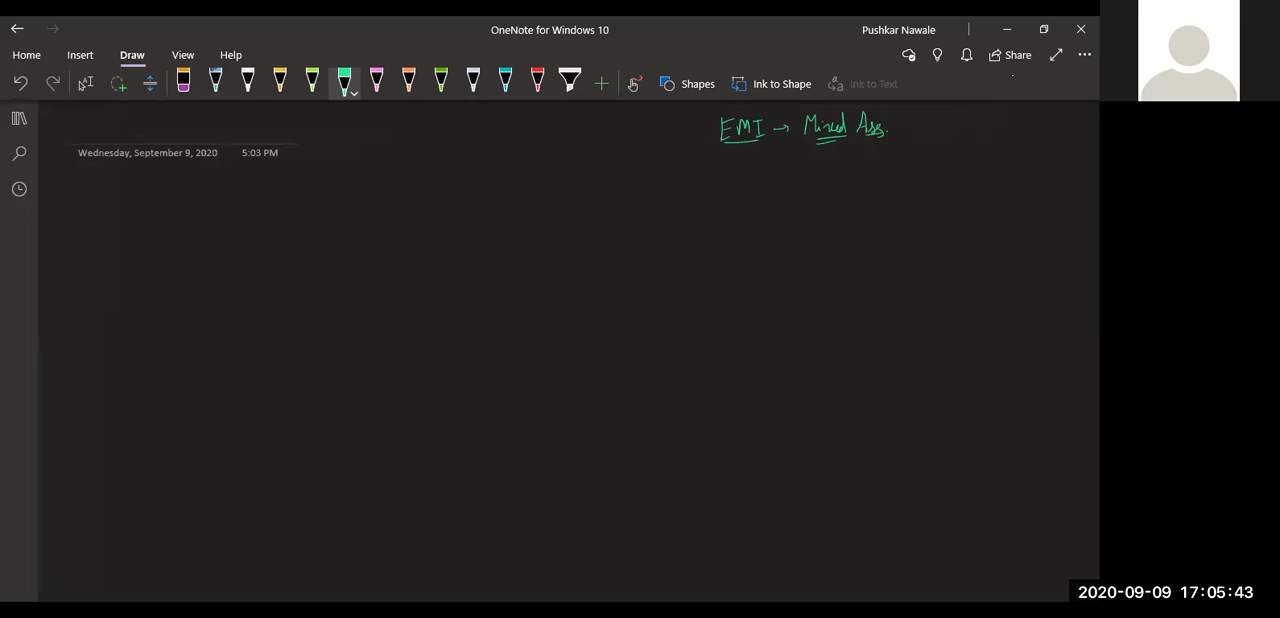 OneNote for Windows 10
Pushkar Nawale
Home Insert Draw View Help
Share
Shapes Ink to Shape Ink to Text
EMI → Mixed Ass.
Wednesday, September 9, 2020 5:03 PM
2020-09-09 17:05:43